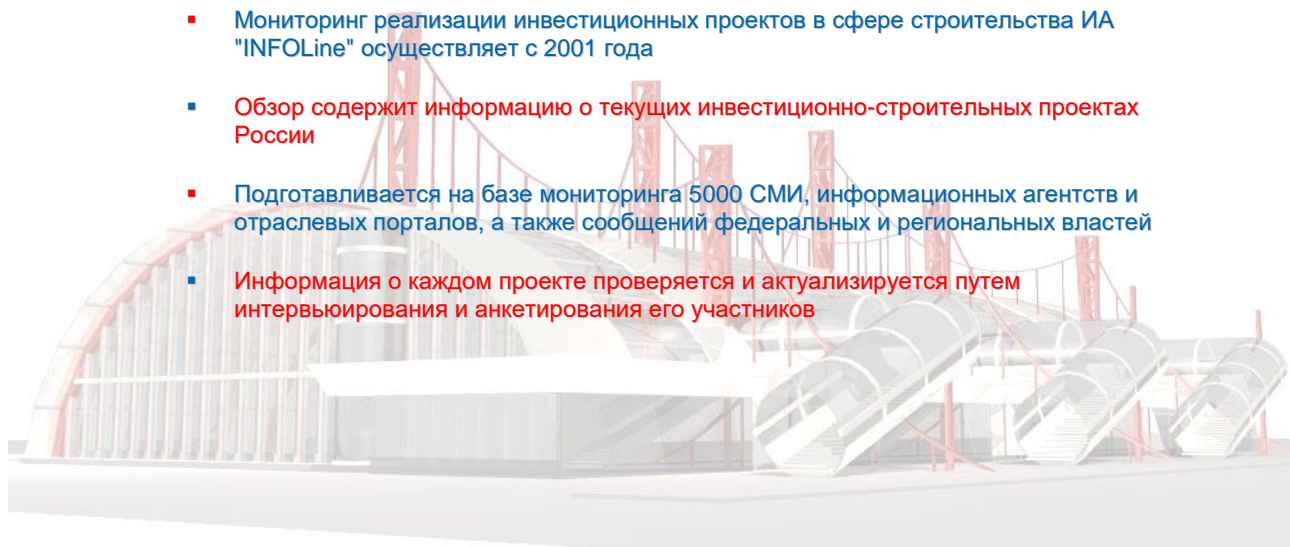 ▪ Мониторинг реализации инвестиционных проектов в сфере строительства ИА
"INFOLine" осуществляет с 2001 года
▪ Обзор содержит информацию о текущих инвестиционно-строительных проектах
России
▪ Подготавливается на базе мониторинга 5000 СМИ, информационных агентств и
отраслевых порталов, а также сообщений федеральных и региональных властей
▪ Информация о каждом проекте проверяется и актуализируется путем
интервьюирования и анкетирования его участников